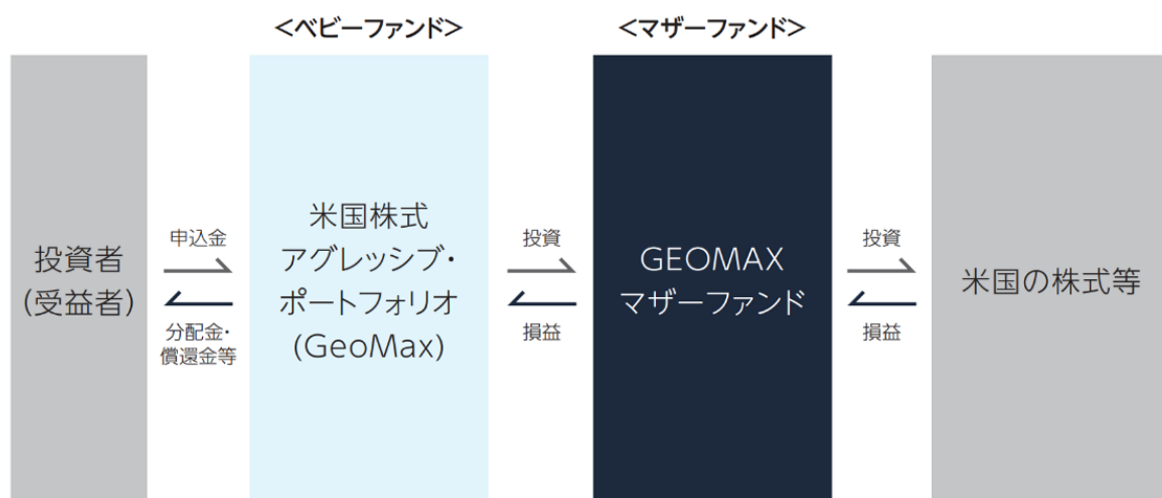 <ベビーファンド>
<マザーファンド>
投資者
(受益者)
申込金
分配金・
償還金等
米国株式
アグレッシブ・
ポートフォリオ
(GeoMax)
投資
損益
GEOMAX
マザーファンド
投資
損益
米国の株式等